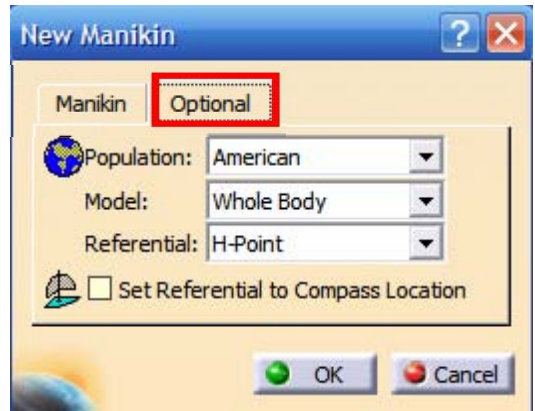 New Manikin
Manikin Optional
Population: American
Model: Whole Body
Referential: H-Point
Set Referential to Compass Location
OK Cancel